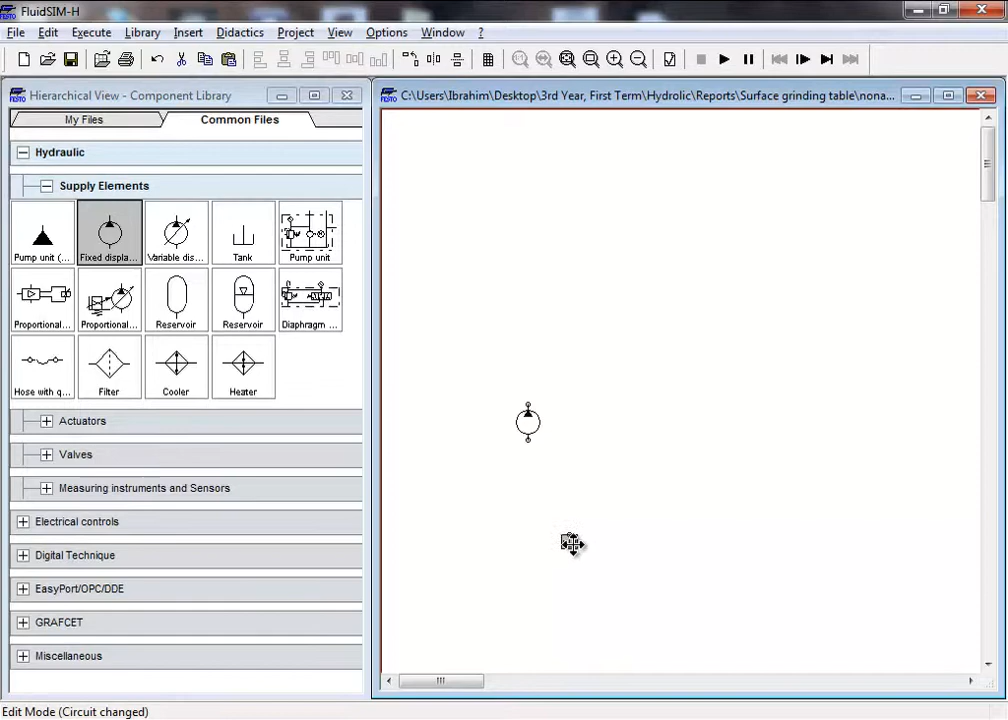 FESTO FluidSIM-H
File Edit Execute Library Insert Didactics Project View Options Window ?
Hierarchical View - Component Library
C:\Users\Ibrahim\Desktop\3rd Year, First Term\Hydrolic\Reports\Surface grinding table\nona...
My Files Common Files
Hydraulic
Supply Elements
Pump unit (... Fixed displa... Variable dis... Tank Pump unit
Proportional... Proportional... Reservoir Reservoir Diaphragm ...
Hose with q... Filter Cooler Heater
Actuators
Valves
Measuring instruments and Sensors
Electrical controls
Digital Technique
EasyPort/OPC/DDE
GRAFCET
Miscellaneous
Edit Mode (Circuit changed)